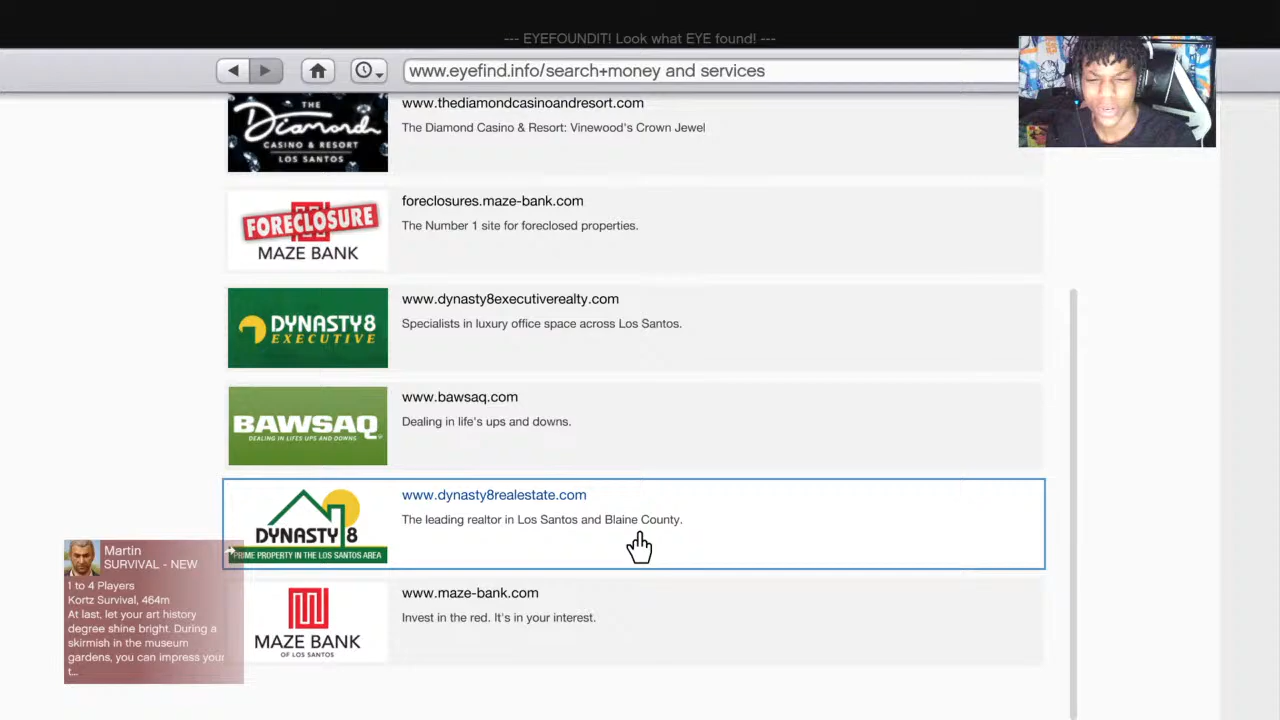 --- EYEFOUNDIT! Look what EYE found! ---
www.eyefind.info/search+money and services
THE
Diamond
CASINO & RESORT
LOS SANTOS
www.thediamondcasinoandresort.com
The Diamond Casino & Resort: Vinewood's Crown Jewel
FORECLOSURE
MAZE BANK
foreclosures.maze-bank.com
The Number 1 site for foreclosed properties.
DYNASTY8
EXECUTIVE
www.dynasty8executiverealty.com
Specialists in luxury office space across Los Santos.
BAWSAQ
DEALING IN LIFES UPS AND DOWNS
www.bawsaq.com
Dealing in life's ups and downs.
DYNASTY 8
PRIME PROPERTY IN THE LOS SANTOS AREA
www.dynasty8realestate.com
The leading realtor in Los Santos and Blaine County.
MAZE BANK
OF LOS SANTOS
www.maze-bank.com
Invest in the red. It's in your interest.
Martin
SURVIVAL - NEW
1 to 4 Players
Kortz Survival, 464m
At last, let your art history
degree shine bright. During a
skirmish in the museum
gardens, you can impress your
t...